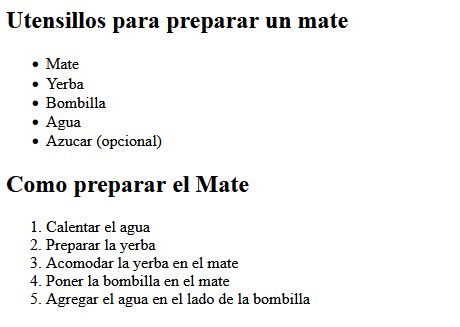 Utensillos para preparar un mate
• Mate
• Yerba
• Bombilla
• Agua
• Azucar (opcional)
Como preparar el Mate
1. Calentar el agua
2. Preparar la yerba
3. Acomodar la yerba en el mate
4. Poner la bombilla en el mate
5. Agregar el agua en el lado de la bombilla